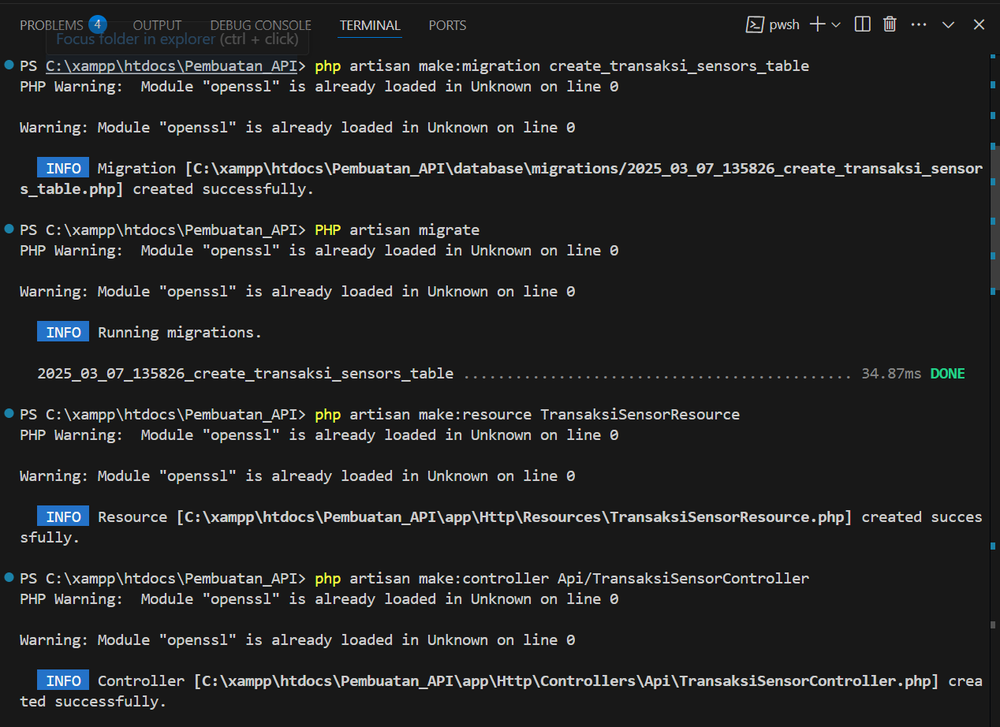 PROBLEMS 4 OUTPUT DEBUG CONSOLE TERMINAL PORTS pwsh
Focus folder in explorer (ctrl + click)
PS C:\xampp\htdocs\Pembuatan_API> php artisan make:migration create_transaksi_sensors_table
PHP Warning:  Module "openssl" is already loaded in Unknown on line 0
Warning: Module "openssl" is already loaded in Unknown on line 0
INFO Migration [C:\xampp\htdocs\Pembuatan_API\database\migrations/2025_03_07_135826_create_transaksi_sensor
s_table.php] created successfully.
PS C:\xampp\htdocs\Pembuatan_API> PHP artisan migrate
PHP Warning:  Module "openssl" is already loaded in Unknown on line 0
Warning: Module "openssl" is already loaded in Unknown on line 0
INFO Running migrations.
2025_03_07_135826_create_transaksi_sensors_table ............................................. 34.87ms DONE
PS C:\xampp\htdocs\Pembuatan_API> php artisan make:resource TransaksiSensorResource
PHP Warning:  Module "openssl" is already loaded in Unknown on line 0
Warning: Module "openssl" is already loaded in Unknown on line 0
INFO Resource [C:\xampp\htdocs\Pembuatan_API\app\Http\Resources\TransaksiSensorResource.php] created succes
sfully.
PS C:\xampp\htdocs\Pembuatan_API> php artisan make:controller Api/TransaksiSensorController
PHP Warning:  Module "openssl" is already loaded in Unknown on line 0
Warning: Module "openssl" is already loaded in Unknown on line 0
INFO Controller [C:\xampp\htdocs\Pembuatan_API\app\Http\Controllers\Api\TransaksiSensorController.php] crea
ted successfully.